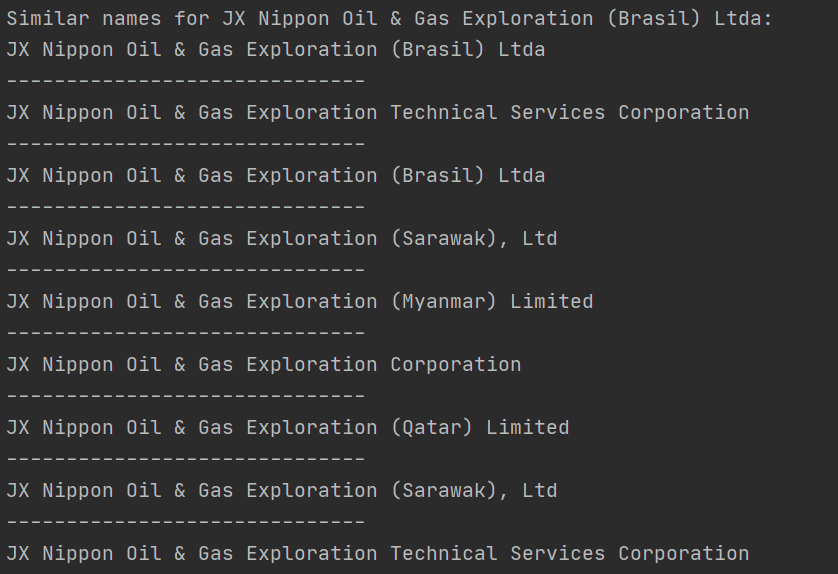 Similar names for JX Nippon Oil & Gas Exploration (Brasil) Ltda:
JX Nippon Oil & Gas Exploration (Brasil) Ltda
------------------------------
JX Nippon Oil & Gas Exploration Technical Services Corporation
------------------------------
JX Nippon Oil & Gas Exploration (Brasil) Ltda
------------------------------
JX Nippon Oil & Gas Exploration (Sarawak), Ltd
------------------------------
JX Nippon Oil & Gas Exploration (Myanmar) Limited
------------------------------
JX Nippon Oil & Gas Exploration Corporation
------------------------------
JX Nippon Oil & Gas Exploration (Qatar) Limited
------------------------------
JX Nippon Oil & Gas Exploration (Sarawak), Ltd
------------------------------
JX Nippon Oil & Gas Exploration Technical Services Corporation